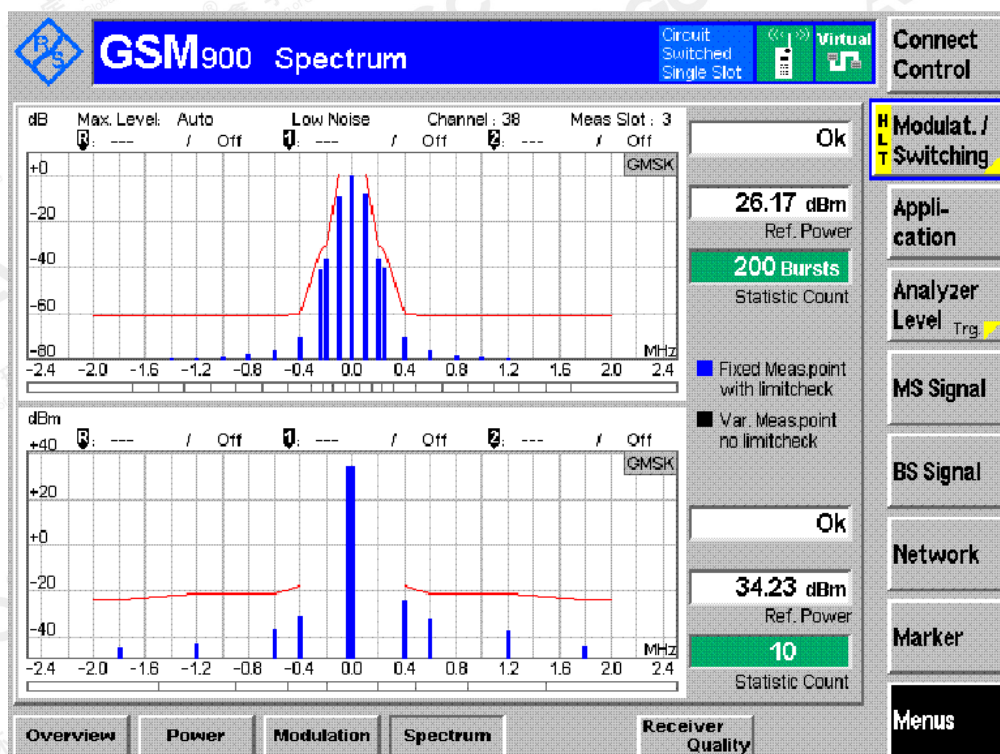 R&S
GSM900 Spectrum
Circuit
Switched
Single Slot
Virtual
Connect
Control
dB Max. Level: Auto Low Noise Channel : 38 Meas Slot : 3
R: --- / Off 1: --- / Off 2: --- / Off
GMSK
+0
-20
-40
-60
-80
MHz
-2.4 -2.0 -1.6 -1.2 -0.8 -0.4 0.0 0.4 0.8 1.2 1.6 2.0 2.4
Ok
26.17 dBm
Ref. Power
200 Bursts
Statistic Count
Fixed Meas.point
with limitcheck
Var. Meas.point
no limitcheck
dBm
R: --- / Off 1: --- / Off 2: --- / Off
GMSK
+40
+20
+0
-20
-40
MHz
-2.4 -2.0 -1.6 -1.2 -0.8 -0.4 0.0 0.4 0.8 1.2 1.6 2.0 2.4
Ok
34.23 dBm
Ref. Power
10
Statistic Count
H
L
T
Modulat. /
Switching
Appli-
cation
Analyzer
Level Trg.
MS Signal
BS Signal
Network
Marker
Menus
Overview
Power
Modulation
Spectrum
Receiver
Quality